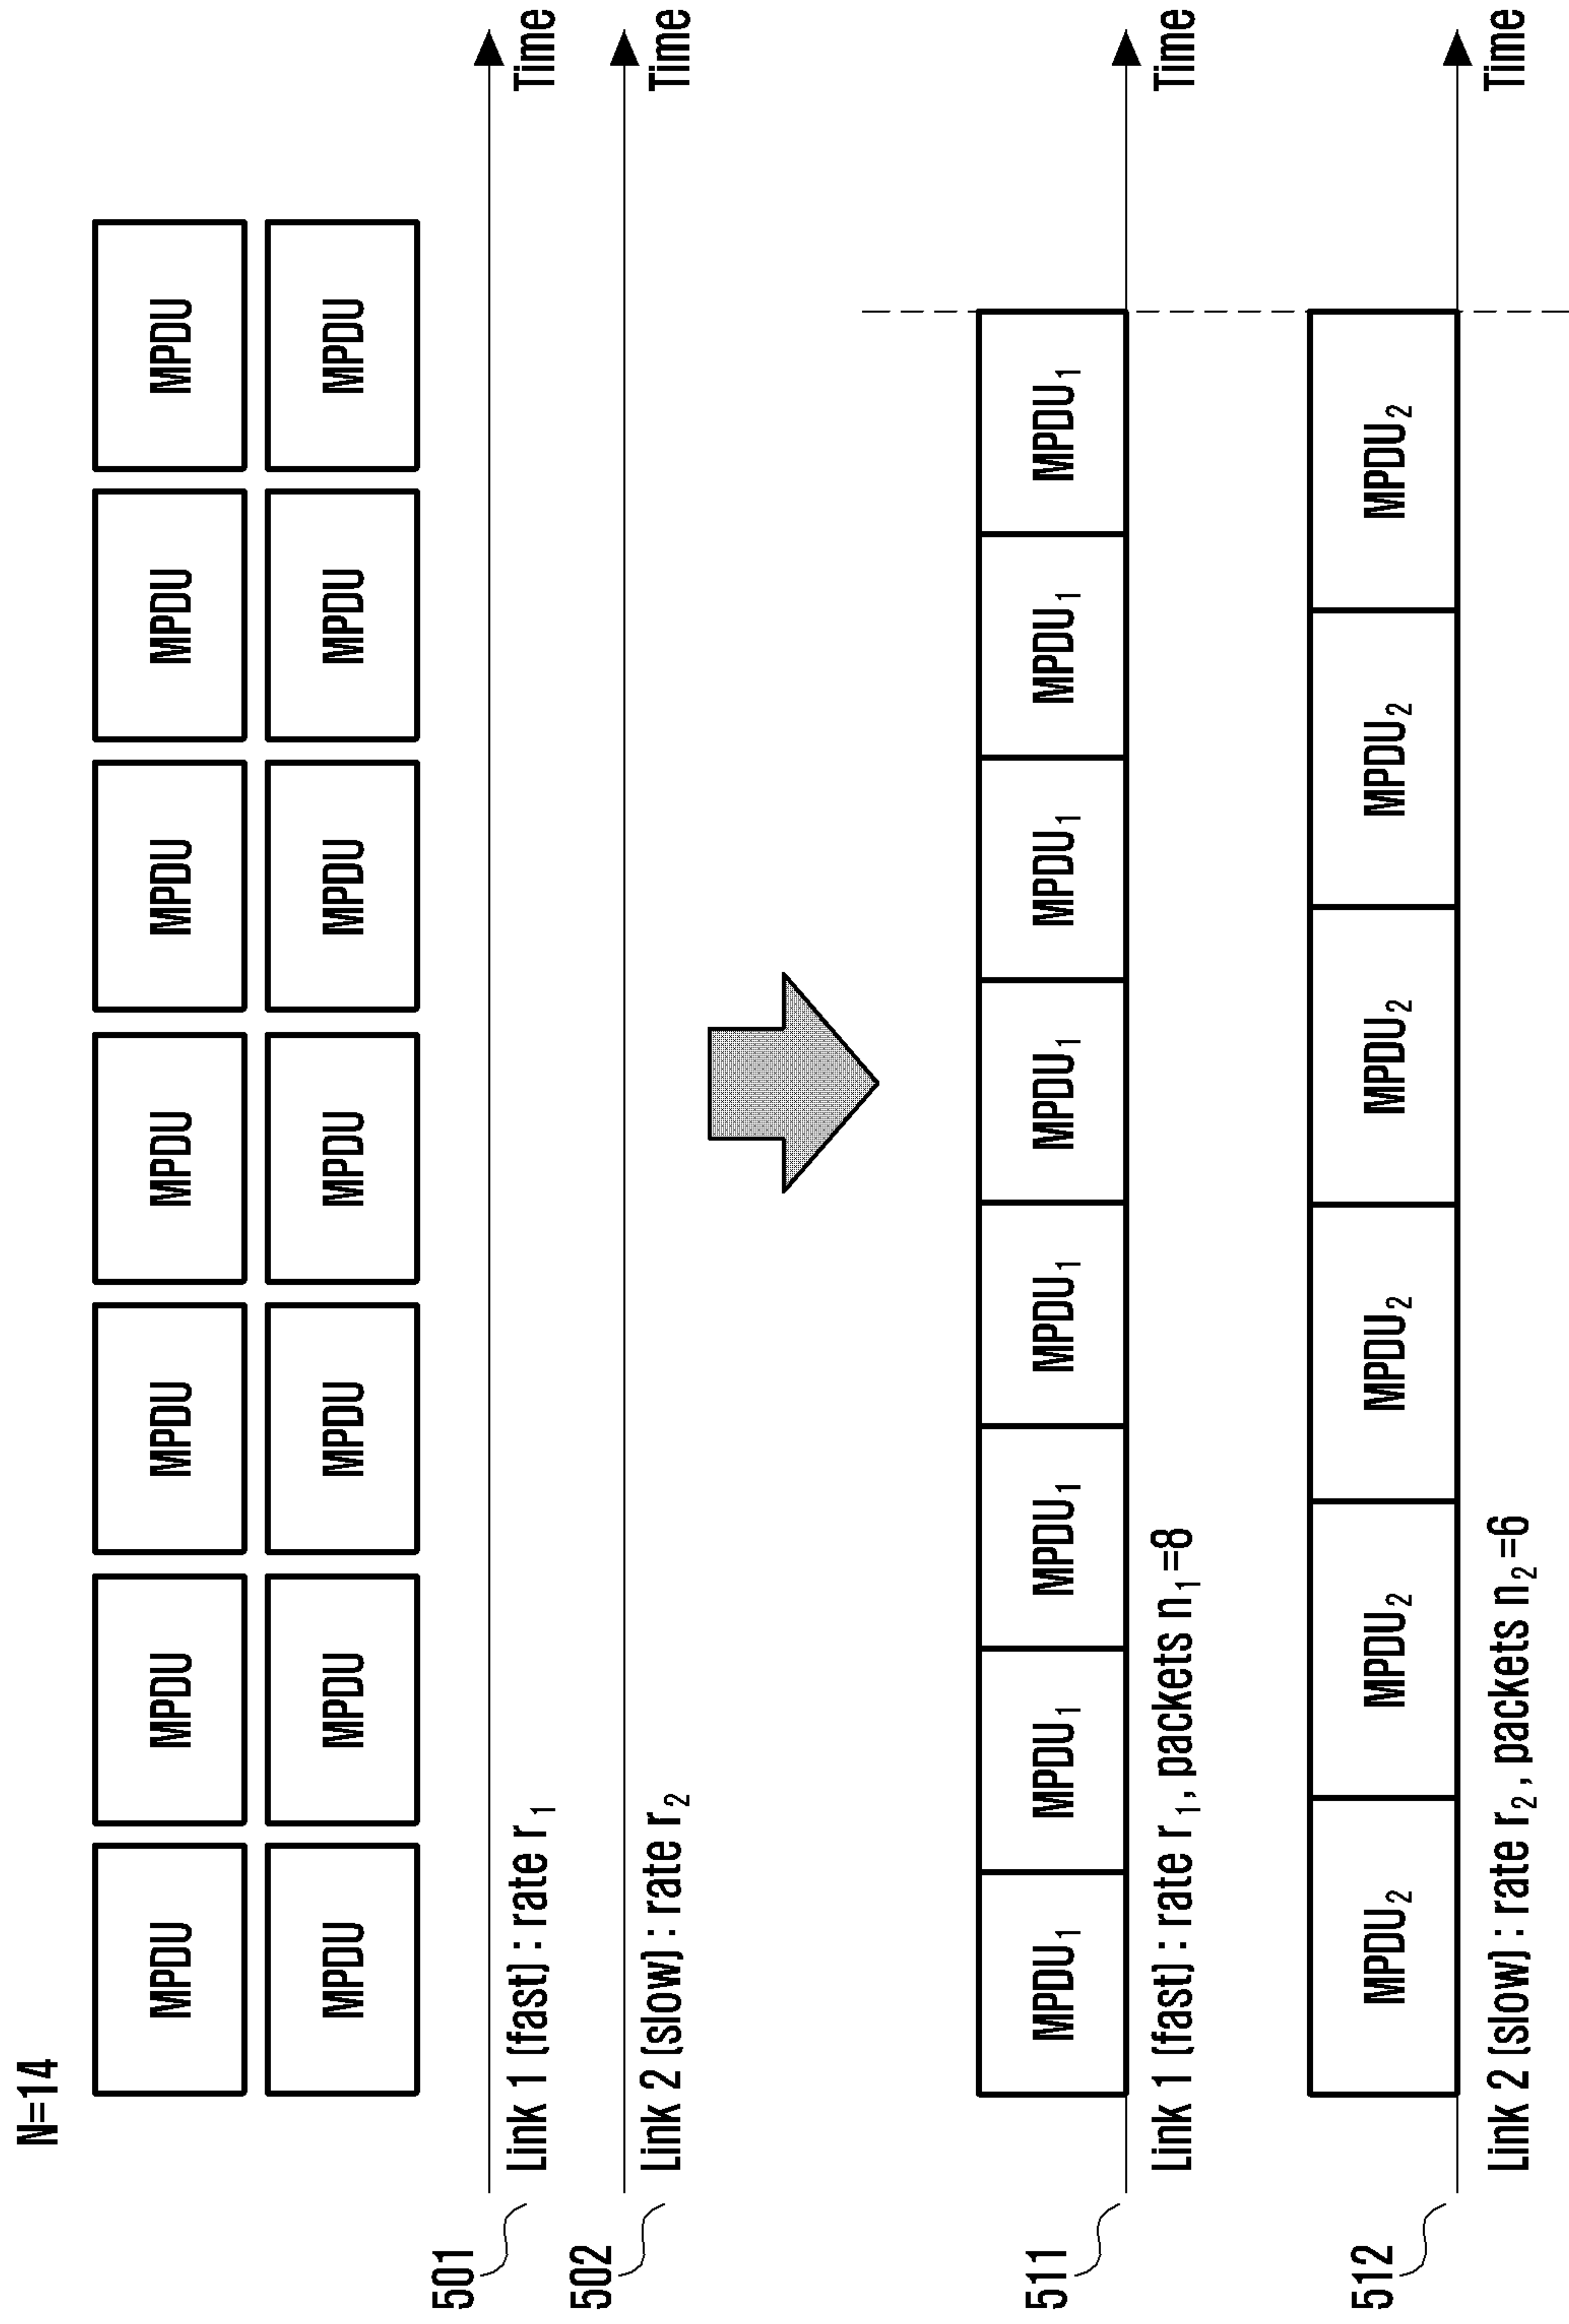 N=14
MPDU MPDU MPDU MPDU MPDU MPDU MPDU
MPDU MPDU MPDU MPDU MPDU MPDU MPDU
501
Time
Link 1 (fast) : rate r₁
502
Time
Link 2 (slow) : rate r₂
511
MPDU₁ MPDU₁ MPDU₁ MPDU₁ MPDU₁ MPDU₁ MPDU₁ MPDU₁
Time
Link 1 (fast) : rate r₁, packets n₁=8
512
MPDU₂ MPDU₂ MPDU₂ MPDU₂ MPDU₂ MPDU₂
Time
Link 2 (slow) : rate r₂, packets n₂=6